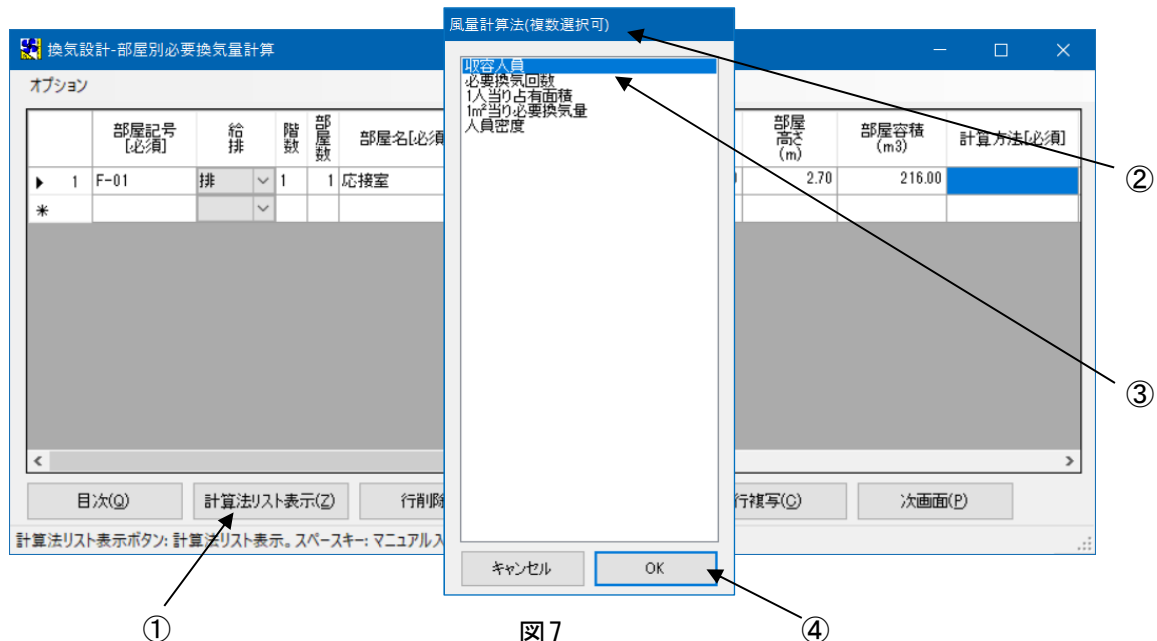 風量計算法(複数選択可)
換気設計-部屋別必要換気量計算
オプション
収容人員
必要換気回数
1人当り占有面積
1m²当り必要換気量
人員密度
部屋記号
[必須]
給
排
階
数
部
屋
数
部屋名[必須
部屋
高さ
(m)
部屋容積
(m3)
計算方法[必須]
1 F-01 排 1 1 応接室 2.70 216.00
②
③
目次(Q) 計算法リスト表示(Z) 行削除 行複写(C) 次画面(P)
計算法リスト表示ボタン: 計算法リスト表示。スペースキー: マニュアル入
キャンセル OK
① 図7 ④